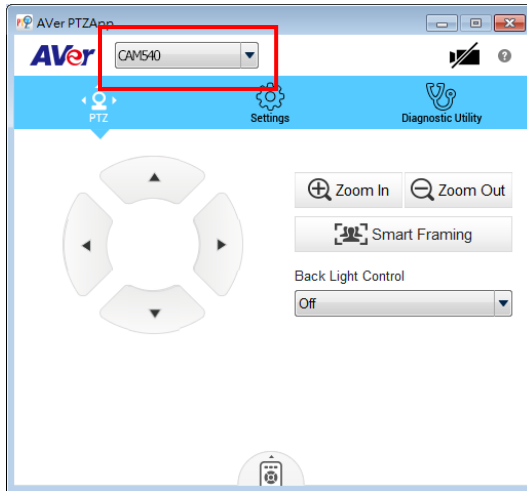 AVer PTZApp
AVer CAM540 ?
PTZ Settings Diagnostic Utility
Zoom In Zoom Out
Smart Framing
Back Light Control
Off